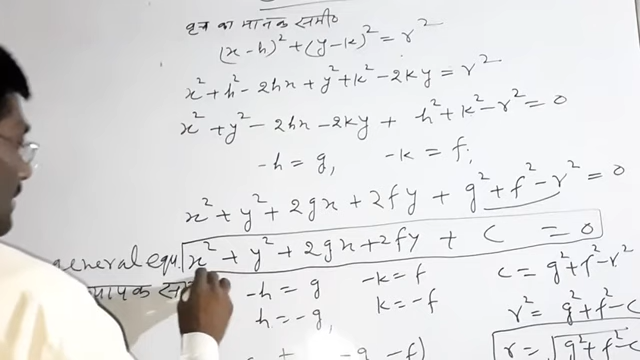 वृत्त का मानक समी०
(x-h)² + (y-k)² = r²
x² + h² - 2hx + y² + k² - 2ky = r²
x² + y² - 2hx - 2ky + h² + k² - r² = 0
-h = g, -k = f,
x² + y² + 2gx + 2fy + g² + f² - r² = 0
general equ. x² + y² + 2gx + 2fy + c = 0
-h = g -k = f c = g² + f² - r²
h = -g, k = -f r² = g² + f² - c
-g -f) r = √g² + f² - c